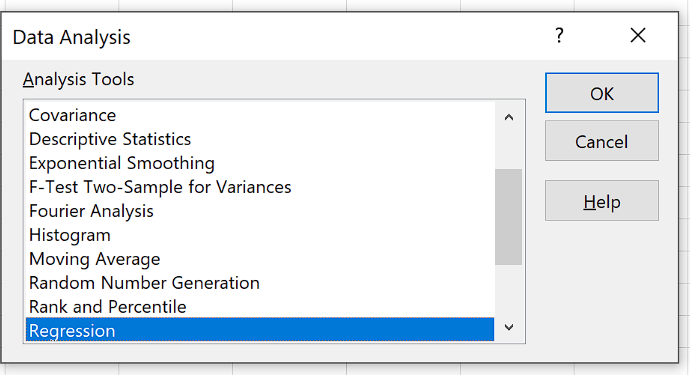 Data Analysis
?
Analysis Tools
Covariance
Descriptive Statistics
Exponential Smoothing
F-Test Two-Sample for Variances
Fourier Analysis
Histogram
Moving Average
Random Number Generation
Rank and Percentile
Regression
OK
Cancel
Help